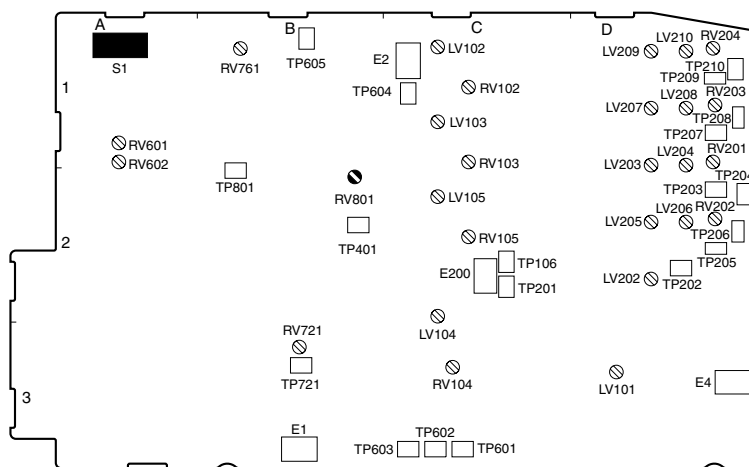 A
B
C
D
S1
RV761
TP605
E2
LV102
LV209
LV210
RV204
TP210
TP209
1
TP604
RV102
LV208
RV203
LV207
TP208
LV103
TP207
RV601
RV602
RV201
LV204
RV103
LV203
TP204
TP801
RV801
TP203
LV105
RV202
LV206
LV205
TP401
TP206
2
RV105
TP205
TP106
E200
TP202
LV202
TP201
RV721
LV104
TP721
RV104
LV101
E4
3
E1
TP602
TP603
TP601